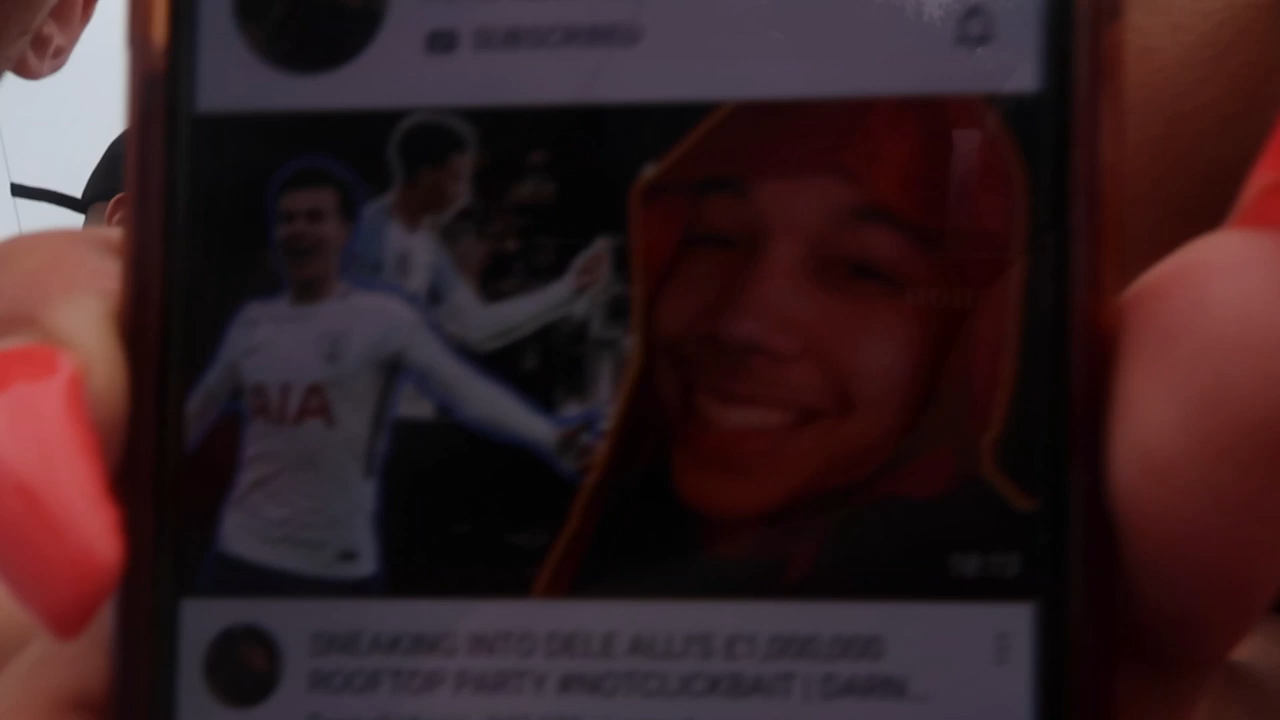 SUBSCRIBED
AIA
SNEAKING INTO DELE ALLI'S £1,000,000
ROOFTOP PARTY #NOTCLICKBAIT | DARN...